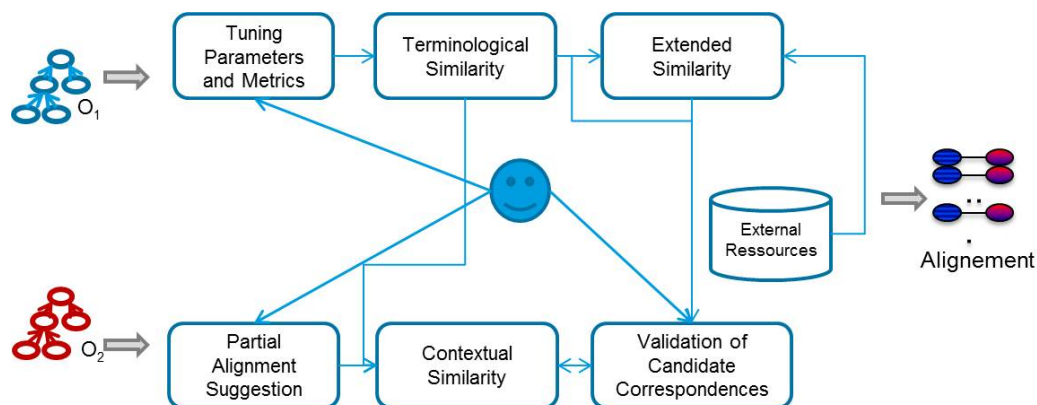 Tuning
Parameters
and Metrics
Terminological
Similarity
Extended
Similarity
O1
External
Ressources
Alignement
O2
Partial
Alignment
Suggestion
Contextual
Similarity
Validation of
Candidate
Correspondences